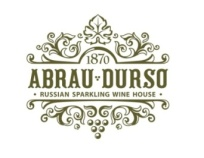 1870
ABRAU·DURSO
• RUSSIAN SPARKLING WINE HOUSE •